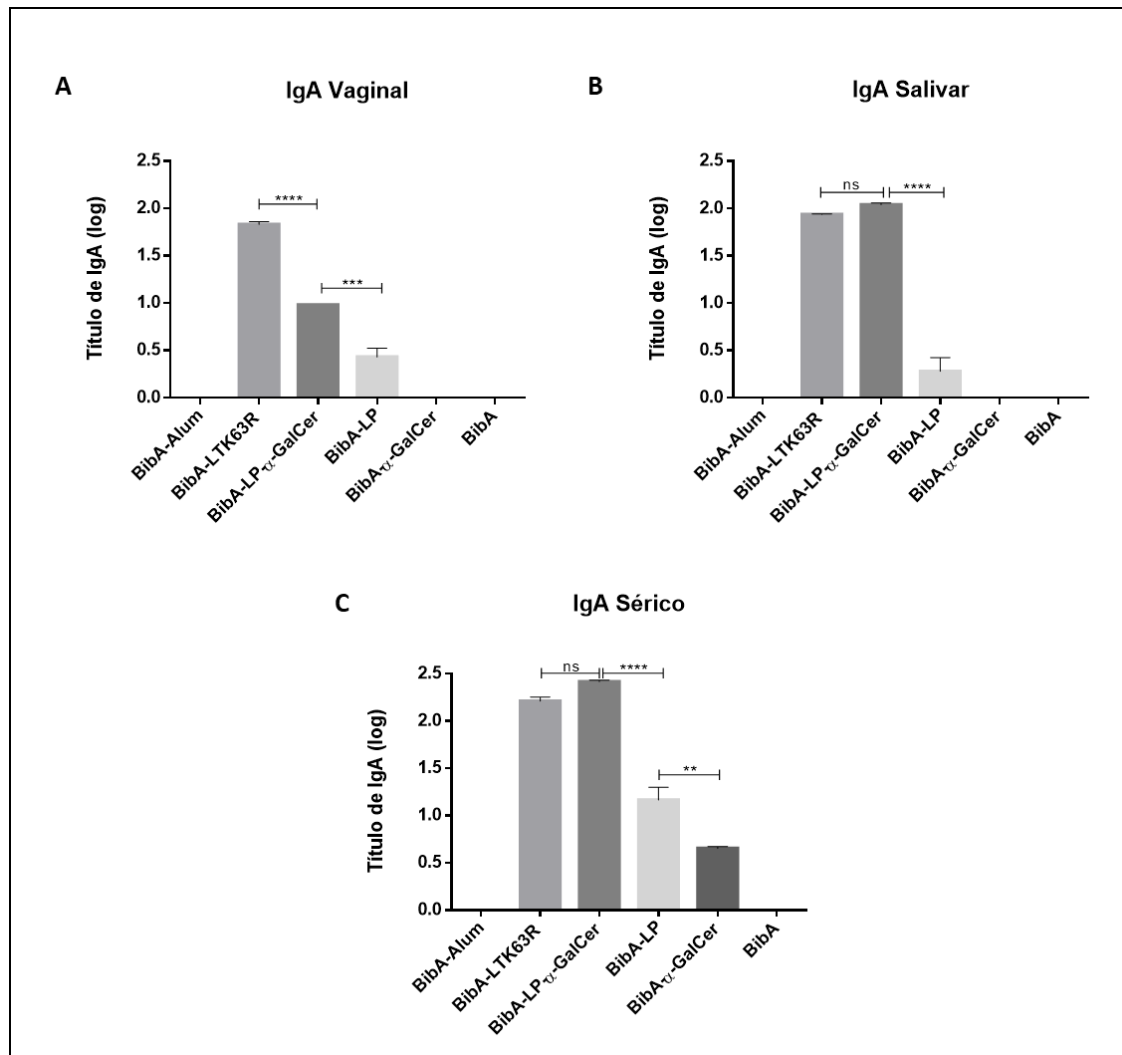 A
IgA Vaginal
Título de IgA (log)
2.5
2.0
1.5
1.0
0.5
0.0
****
***
BibA-Alum
BibA-LTK63R
BibA-LPα-GalCer
BibA-LP
BibAα-GalCer
BibA
B
IgA Salivar
Título de IgA (log)
2.5
2.0
1.5
1.0
0.5
0.0
ns
****
BibA-Alum
BibA-LTK63R
BibA-LPα-GalCer
BibA-LP
BibAα-GalCer
BibA
C
IgA Sérico
Título de IgA (log)
2.5
2.0
1.5
1.0
0.5
0.0
ns
****
**
BibA-Alum
BibA-LTK63R
BibA-LPα-GalCer
BibA-LP
BibAα-GalCer
BibA